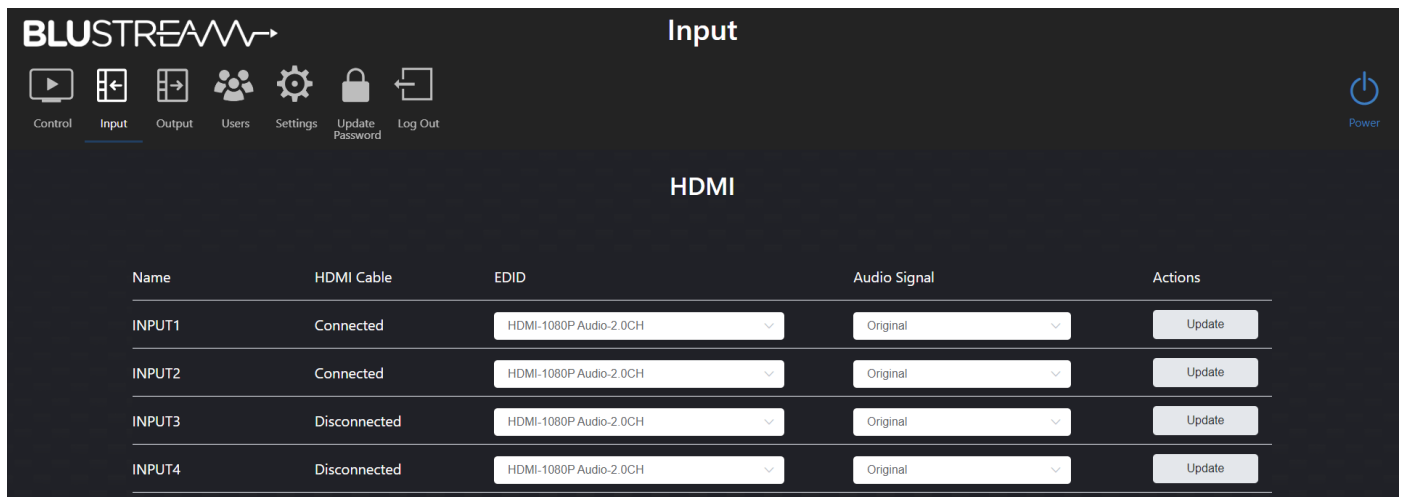 BLUSTREAM
Input
Control Input Output Users Settings Update Password Log Out Power
HDMI
Name HDMI Cable EDID Audio Signal Actions
INPUT1 Connected HDMI-1080P Audio-2.0CH Original Update
INPUT2 Connected HDMI-1080P Audio-2.0CH Original Update
INPUT3 Disconnected HDMI-1080P Audio-2.0CH Original Update
INPUT4 Disconnected HDMI-1080P Audio-2.0CH Original Update